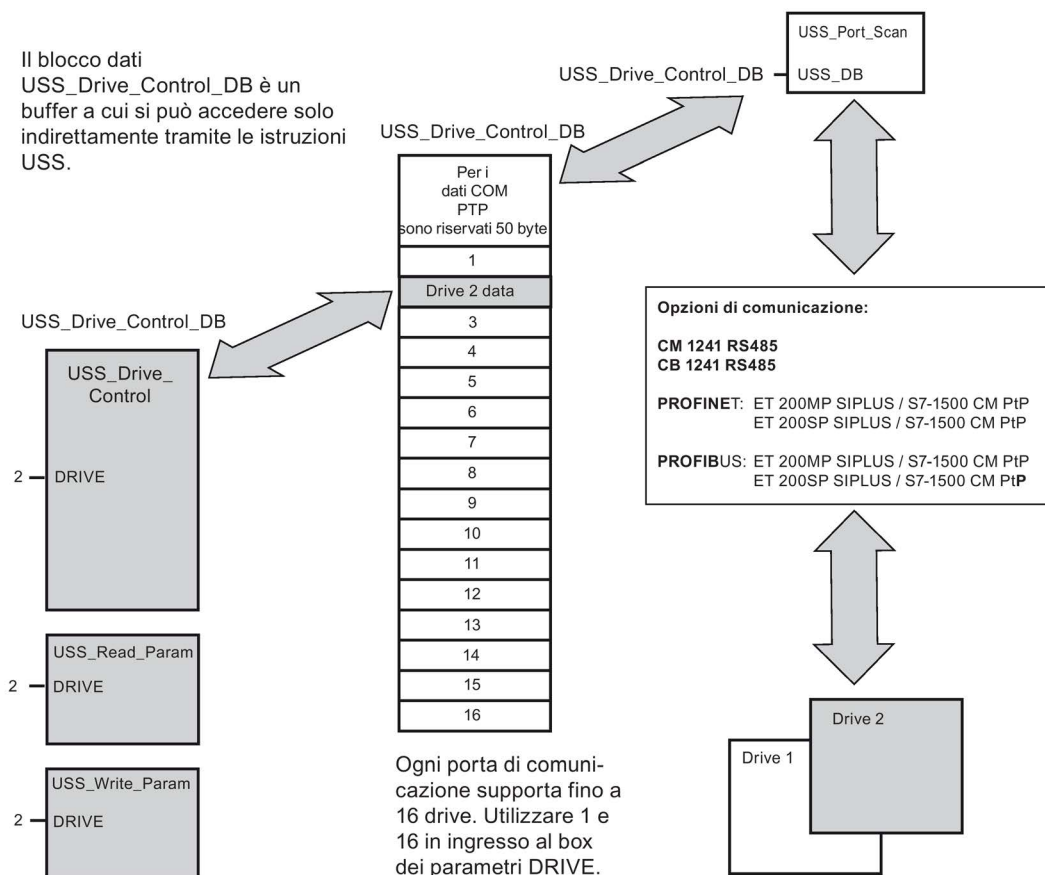 Il blocco dati
USS_Drive_Control_DB è un
buffer a cui si può accedere solo
indirettamente tramite le istruzioni
USS.
USS_Drive_Control_DB
USS_Drive_
Control
2
DRIVE
USS_Read_Param
2
DRIVE
USS_Write_Param
2
DRIVE
USS_Drive_Control_DB
Per i
dati COM
PTP
sono riservati 50 byte
1
Drive 2 data
3
4
5
6
7
8
9
10
11
12
13
14
15
16
Ogni porta di comuni-
cazione supporta fino a
16 drive. Utilizzare 1 e
16 in ingresso al box
dei parametri DRIVE.
USS_Drive_Control_DB
USS_Port_Scan
USS_DB
Opzioni di comunicazione:
CM 1241 RS485
CB 1241 RS485
PROFINET: ET 200MP SIPLUS / S7-1500 CM PtP
ET 200SP SIPLUS / S7-1500 CM PtP
PROFIBUS: ET 200MP SIPLUS / S7-1500 CM PtP
ET 200SP SIPLUS / S7-1500 CM PtP
Drive 2
Drive 1